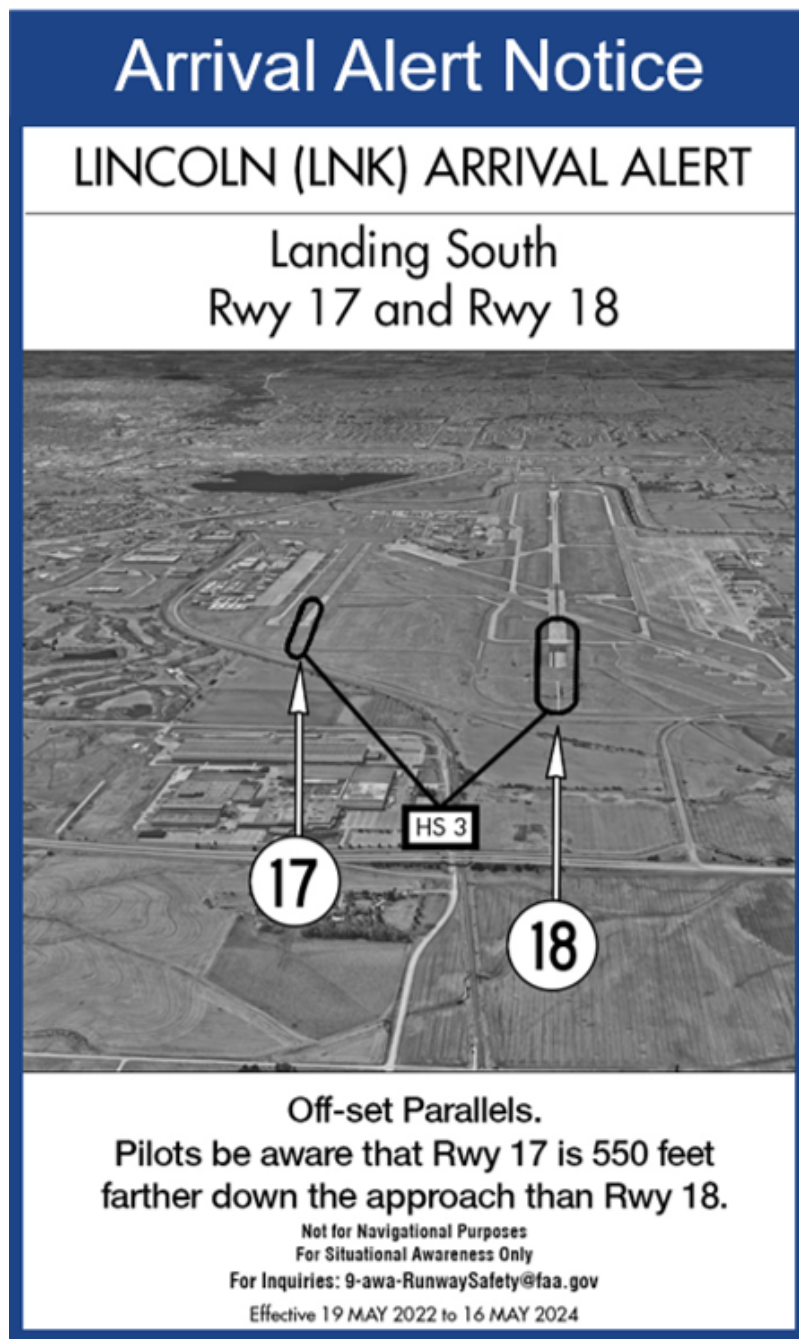 Arrival Alert Notice
LINCOLN (LNK) ARRIVAL ALERT
Landing South
Rwy 17 and Rwy 18
HS 3
17
18
Off-set Parallels.
Pilots be aware that Rwy 17 is 550 feet
farther down the approach than Rwy 18.
Not for Navigational Purposes
For Situational Awareness Only
For Inquiries: 9-awa-RunwaySafety@faa.gov
Effective 19 MAY 2022 to 16 MAY 2024